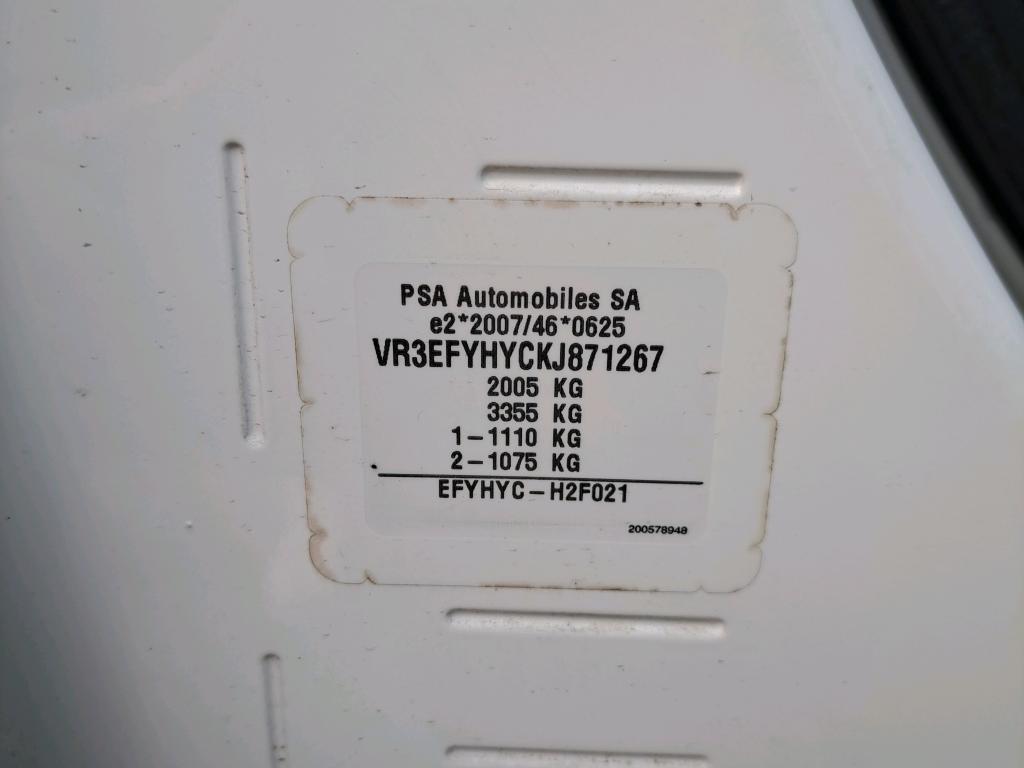 PSA Automobiles SA
e2*2007/46*0625
VR3EFYHYCKJ871267
2005 KG
3355 KG
1-1110 KG
2-1075 KG
EFYHYC-H2F021
200578948